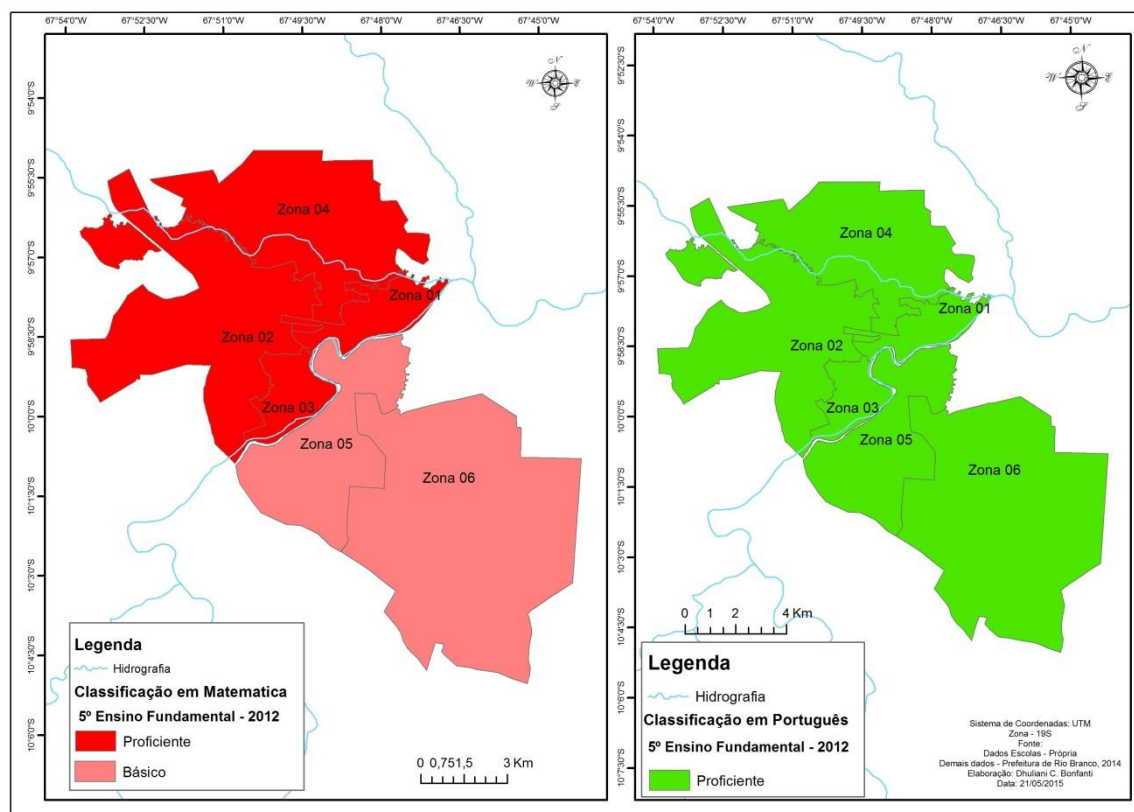 67°54'0"W 67°52'30"W 67°51'0"W 67°49'30"W 67°48'0"W 67°46'30"W 67°45'0"W
9°54'0"S
9°55'30"S
9°57'0"S
9°58'30"S
10°0'0"S
10°1'30"S
10°3'0"S
10°4'30"S
10°6'0"S
N
W E
S
Zona 04
Zona 01
Zona 02
Zona 03
Zona 05
Zona 06
Legenda
Hidrografia
Classificação em Matematica
5º Ensino Fundamental - 2012
Proficiente
Básico
0 0,751,5 3 Km
67°54'0"W 67°52'30"W 67°51'0"W 67°49'30"W 67°48'0"W 67°46'30"W 67°45'0"W
9°52'30"S
9°54'0"S
9°55'30"S
9°57'0"S
9°58'30"S
10°0'0"S
10°1'30"S
10°3'0"S
10°4'30"S
10°6'0"S
10°7'30"S
N
W E
S
Zona 04
Zona 01
Zona 02
Zona 03
Zona 05
Zona 06
0 1 2 4 Km
Legenda
Hidrografia
Classificação em Português
5º Ensino Fundamental - 2012
Proficiente
Sistema de Coordenadas: UTM
Zona - 19S
Fonte:
Dados Escolas - Própria
Demais dados - Prefeitura de Rio Branco, 2014
Elaboração: Dhuliani C. Bonfanti
Data: 21/05/2015